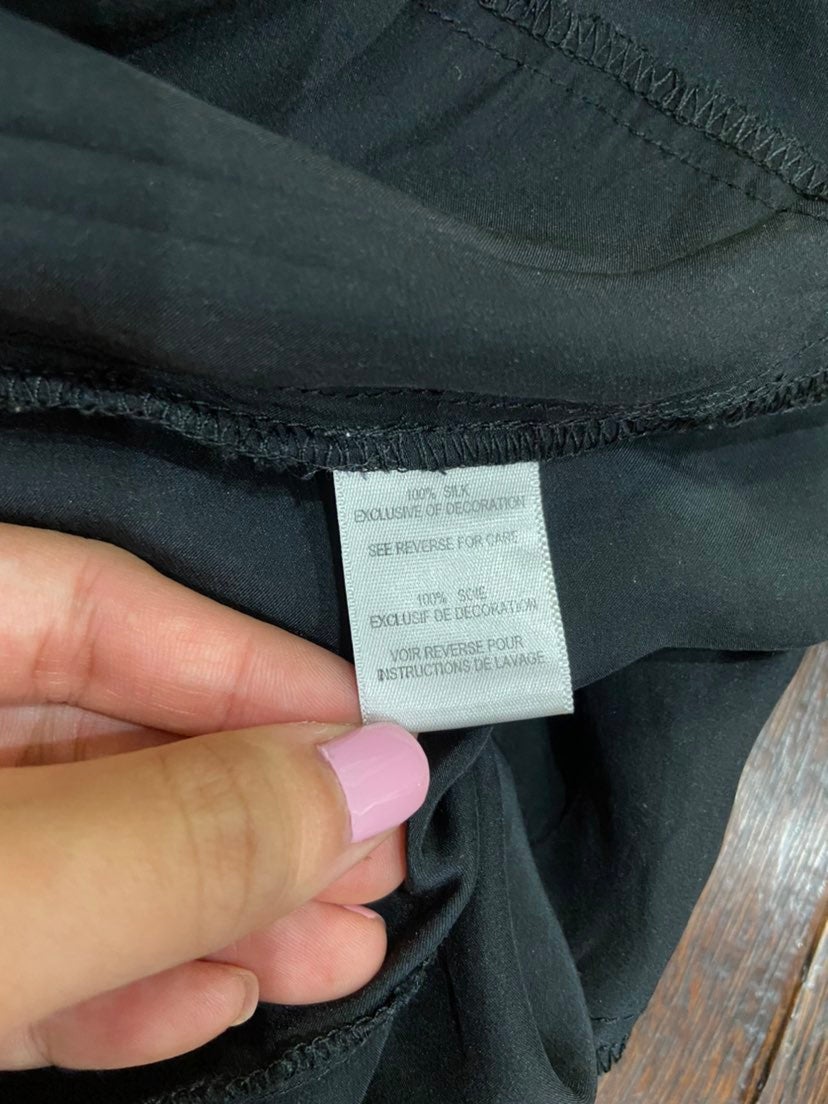 100% SILK
EXCLUSIVE OF DECORATION
SEE REVERSE FOR CARE
100% SOIE
EXCLUSIF DE DECORATION
VOIR REVERSE POUR
INSTRUCTIONS DE LAVAGE